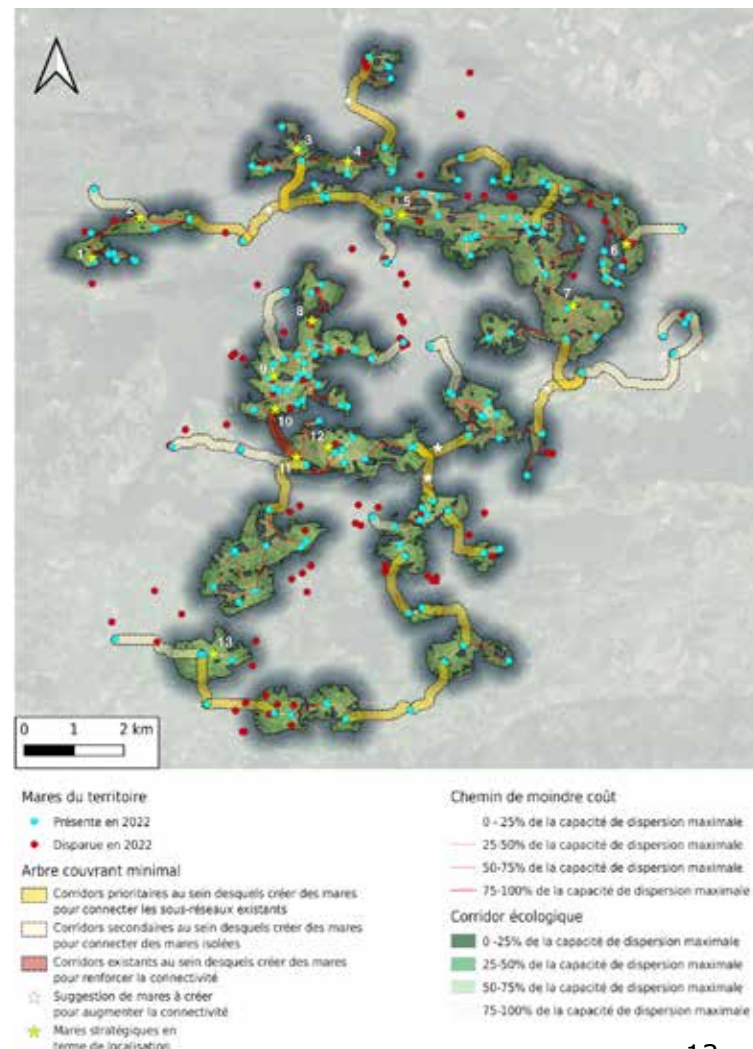 3
4
2
5
1
6
7
8
9
10
12
11
13
0 1 2 km
Mares du territoire
Présente en 2022
Disparue en 2022
Arbre couvrant minimal
Corridors prioritaires au sein desquels créer des mares
pour connecter les sous-réseaux existants
Corridors secondaires au sein desquels créer des mares
pour connecter des mares isolées
Corridors existants au sein desquels créer des mares
pour renforcer la connectivité
Suggestion de mares à créer
pour augmenter la connectivité
Mares stratégiques en
terme de localisation
Chemin de moindre coût
0 - 25% de la capacité de dispersion maximale
25-50% de la capacité de dispersion maximale
50-75% de la capacité de dispersion maximale
75-100% de la capacité de dispersion maximale
Corridor écologique
0 -25% de la capacité de dispersion maximale
25-50% de la capacité de dispersion maximale
50-75% de la capacité de dispersion maximale
75-100% de la capacité de dispersion maximale